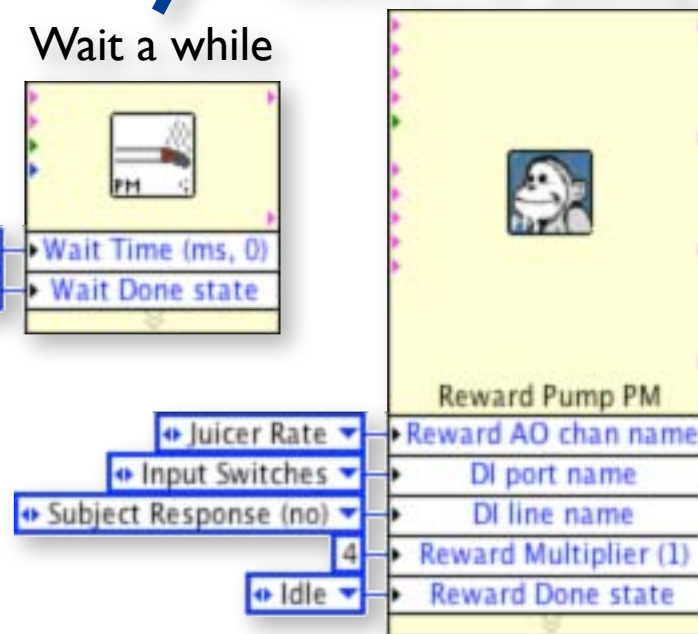 Wait a while
PM
Wait Time (ms, 0)
Wait Done state
Reward Pump PM
Juicer Rate
Reward AO chan name
Input Switches
DI port name
Subject Response (no)
DI line name
4
Reward Multiplier (1)
Idle
Reward Done state